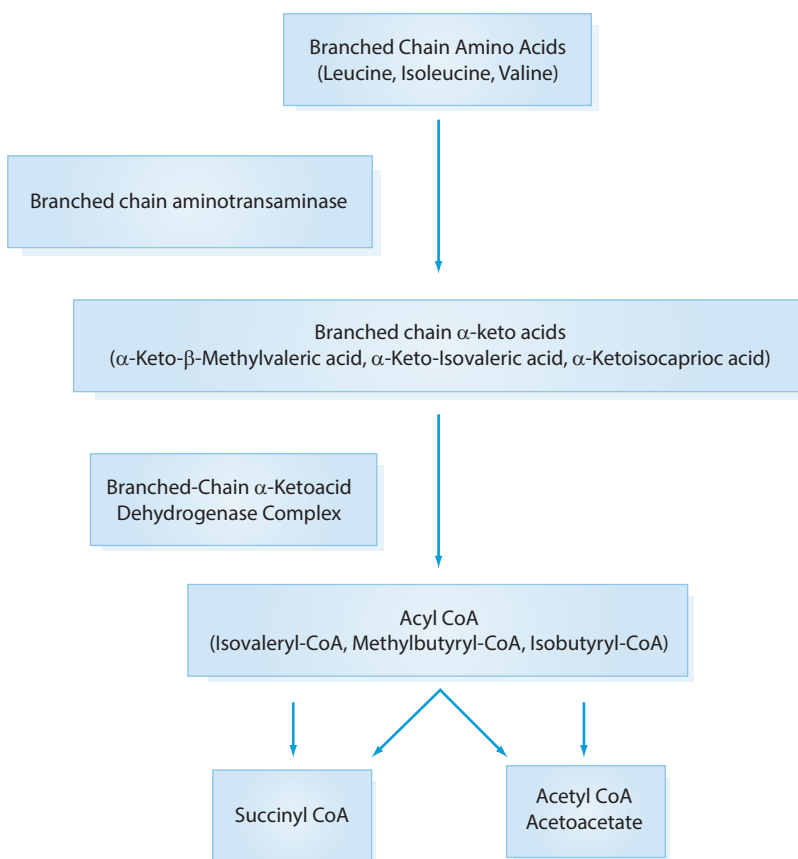 Branched Chain Amino Acids
(Leucine, Isoleucine, Valine)
Branched chain aminotransaminase
Branched chain α-keto acids
(α-Keto-β-Methylvaleric acid, α-Keto-Isovaleric acid, α-Ketoisocaprioc acid)
Branched-Chain α-Ketoacid
Dehydrogenase Complex
Acyl CoA
(Isovaleryl-CoA, Methylbutyryl-CoA, Isobutyryl-CoA)
Succinyl CoA
Acetyl CoA
Acetoacetate